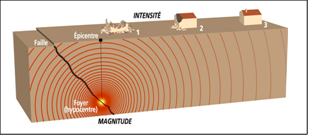 INTENSITÉ
Épicentre
Faille
1
2
3
Foyer
(hypocentre)
MAGNITUDE